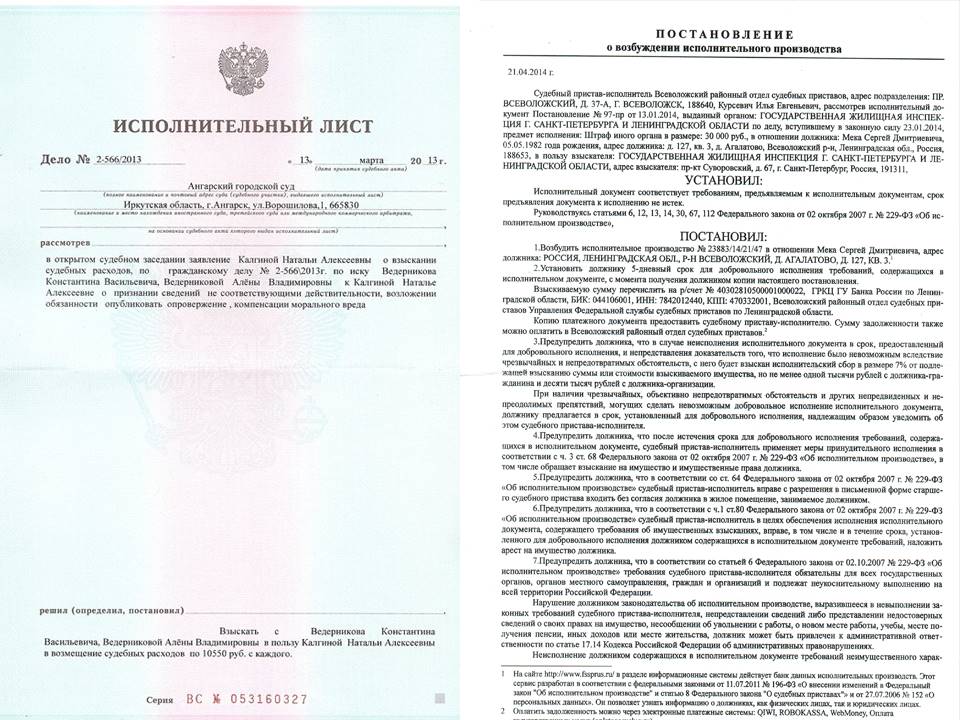 ИСПОЛНИТЕЛЬНЫЙ ЛИСТ
Дело № 2-566/2013 « 13» марта 20 13 г.
(дата принятия судебного акта)
Ангарский городской суд
(полное наименование и почтовый адрес суда (судебного участка), выдавшего исполнительный лист)
Иркутская область, г.Ангарск, ул.Ворошилова,1, 665830
(наименование и место нахождения иностранного суда, третейского суда или международного коммерческого арбитража,
на основании судебного акта которого выдан исполнительный лист)
рассмотрев
в открытом судебном заседании заявление Калгиной Натальи Алексеевны о взыскании
судебных расходов, по гражданскому делу № 2-566\2013г. по иску Ведерникова
Константина Васильевича, Ведерниковой Алёны Владимировны к Калгиной Наталье
Алексеевне о признании сведений не соответствующими действительности, возложении
обязанности опубликовать опровержение , компенсации морального вреда
решил (определил, постановил)
Взыскать с Ведерникова Константина
Васильевича, Ведерниковой Алёны Владимировны в пользу Калгиной Натальи Алексеевны
в возмещение судебных расходов по 10550 руб. с каждого.
Серия ВС № 053160327
ПОСТАНОВЛЕНИЕ
о возбуждении исполнительного производства
21.04.2014 г.
Судебный пристав-исполнитель Всеволожский районный отдел судебных приставов, адрес подразделения: ПР.
ВСЕВОЛОЖСКИЙ, Д. 37-А, Г. ВСЕВОЛОЖСК, 188640, Курсевич Илья Евгеньевич, рассмотрев исполнительный до-
кумент Постановление № 97-пр от 13.01.2014, выданный органом: ГОСУДАРСТВЕННАЯ ЖИЛИЩНАЯ ИНСПЕК-
ЦИЯ Г. САНКТ-ПЕТЕРБУРГА И ЛЕНИНГРАДСКОЙ ОБЛАСТИ по делу, вступившему в законную силу 23.01.2014,
предмет исполнения: Штраф иного органа в размере: 30 000 руб., в отношении должника: Мека Сергей Дмитриевич,
05.05.1982 года рождения, адрес должника: д. 127, кв. 3, д. Агалатово, Всеволожский р-н, Ленинградская обл., Россия,
188653, в пользу взыскателя: ГОСУДАРСТВЕННАЯ ЖИЛИЩНАЯ ИНСПЕКЦИЯ Г. САНКТ-ПЕТЕРБУРГА И ЛЕ-
НИНГРАДСКОЙ ОБЛАСТИ, адрес взыскателя: пр-кт Суворовский, д. 67, г. Санкт-Петербург, Россия, 191311,
УСТАНОВИЛ:
Исполнительный документ соответствует требованиям, предъявляемым к исполнительным документам, срок
предъявления документа к исполнению не истек.
Руководствуясь статьями 6, 12, 13, 14, 30, 67, 112 Федерального закона от 02 октября 2007 г. № 229-ФЗ «Об ис-
полнительном производстве»,
ПОСТАНОВИЛ:
1.Возбудить исполнительное производство № 23883/14/21/47 в отношении Мека Сергей Дмитриевич, адрес
должника: РОССИЯ, ЛЕНИНГРАДСКАЯ ОБЛ., Р-Н ВСЕВОЛОЖСКИЙ, Д. АГАЛАТОВО, Д. 127, КВ. 3.1
2.Установить должнику 5-дневный срок для добровольного исполнения требований, содержащихся в
исполнительном документе, с момента получения должником копии настоящего постановления.
Взыскиваемую сумму перечислить на р/счет № 40302810500001000022, ГРКЦ ГУ Банка России по Ленин-
градской области, БИК: 044106001, ИНН: 7842012440, КПП: 470332001, Всеволожский районный отдел судебных при-
ставов Управления Федеральной службы судебных приставов по Ленинградской области.
Копию платежного документа предоставить судебному приставу-исполнителю. Сумму задолженности также
можно оплатить в Всеволожский районный отдел судебных приставов.2
3.Предупредить должника, что в случае неисполнения исполнительного документа в срок, предоставленный
для добровольного исполнения, и непредставления доказательств того, что исполнение было невозможным вследствие
чрезвычайных и непредотвратимых обстоятельств, с него будет взыскан исполнительский сбор в размере 7% от подле-
жащей взысканию суммы или стоимости взыскиваемого имущества, но не менее одной тысячи рублей с должника-гра-
жданина и десяти тысяч рублей с должника-организации.
При наличии чрезвычайных, объективно непредотвратимых обстоятельств и других непредвиденных и не-
преодолимых препятствий, могущих сделать невозможным добровольное исполнение исполнительного документа,
должнику предлагается в срок, установленный для добровольного исполнения, надлежащим образом уведомить об
этом судебного пристава-исполнителя.
4.Предупредить должника, что после истечения срока для добровольного исполнения требований, содержа-
щихся в исполнительном документе, судебный пристав-исполнитель применяет меры принудительного исполнения в
соответствии с ч. 3 ст. 68 Федерального закона от 02 октября 2007 г. № 229-ФЗ «Об исполнительном производстве», в
том числе обращает взыскание на имущество и имущественные права должника.
5.Предупредить должника, что в соответствии со ст. 64 Федерального закона от 02 октября 2007 г. № 229-ФЗ
«Об исполнительном производстве» судебный пристав-исполнитель вправе с разрешения в письменной форме старше-
го судебного пристава входить без согласия должника в жилое помещение, занимаемое должником.
6.Предупредить должника, что в соответствии с ч.1 ст.80 Федерального закона от 02 октября 2007 г. № 229-ФЗ
«Об исполнительном производстве» судебный пристав-исполнитель в целях обеспечения исполнения исполнительного
документа, содержащего требования об имущественных взысканиях, вправе, в том числе и в течение срока, установ-
ленного для добровольного исполнения должником содержащихся в исполнительном документе требований, наложить
арест на имущество должника.
7.Предупредить должника, что в соответствии со статьей 6 Федерального закона от 02.10.2007 № 229-ФЗ «Об
исполнительном производстве» требования судебного пристава-исполнителя обязательны для всех государственных
органов, органов местного самоуправления, граждан и организаций и подлежат неукоснительному выполнению на
всей территории Российской Федерации.
Нарушение должником законодательства об исполнительном производстве, выразившееся в невыполнении за-
конных требований судебного пристава-исполнителя, непредставлении сведений либо представлении недостоверных
сведений о своих правах на имущество, несообщении об увольнении с работы, о новом месте работы, учебы, месте по-
лучения пенсии, иных доходов или месте жительства, должник может быть привлечен к административной ответ-
ственности по статье 17.14 Кодекса Российской Федерации об административных правонарушениях.
Неисполнение должником содержащихся в исполнительном документе требований неимущественного харак-
1 На сайте http://www.fssprus.ru/ в разделе информационные системы действует банк данных исполнительных производств. Этот
сервис разработан в соответствии с федеральными законами от 11.07.2011 № 196-ФЗ «О внесении изменений в Федеральный
закон "Об исполнительном производстве" и статью 8 Федерального закона "О судебных приставах"» и от 27.07.2006 № 152 «О
персональных данных». Он позволяет узнать информацию о должниках, как физических лицах, так и юридических лицах.
2 Оплатить задолженность можно через электронные платежные системы: QIWI, ROBOKASSA, WebMoney, Оплата